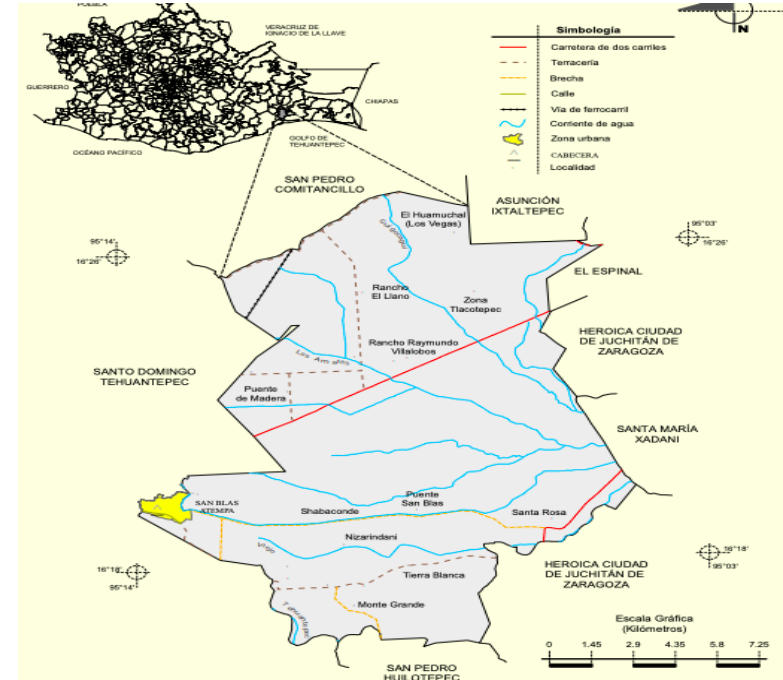 PUEBLA
VERACRUZ DE
IGNACIO DE LA LLAVE
GUERRERO
CHIAPAS
GOLFO DE
TEHUANTEPEC
OCÉANO PACÍFICO
N
Simbología
Carretera de dos carriles
Terracería
Brecha
Calle
Vía de ferrocarril
Corriente de agua
Zona urbana
CABECERA
Localidad
SAN PEDRO
COMITANCILLO
ASUNCIÓN
IXTALTEPEC
El Huamuchal
(Los Vegas)
95°14'
16°26'
95°03'
16°26'
EL ESPINAL
Rancho
El Llano
Zona
Tlacotepec
HEROICA CIUDAD
DE JUCHITÁN DE
ZARAGOZA
Rancho Raymundo
Villalobos
SANTO DOMINGO
TEHUANTEPEC
Puente
de Madera
SANTA MARÍA
XADANI
SAN BLAS
ATEMPA
Shabaconde
Puente
San Blas
Santa Rosa
Nizarindani
Viejo
16°18'
95°14'
Tierra Blanca
HEROICA CIUDAD
DE JUCHITÁN DE
ZARAGOZA
16°18'
95°03'
Monte Grande
Tehuantepec
SAN PEDRO
HUILOTEPEC
Escala Gráfica
(Kilómetros)
0 1.45 2.9 4.35 5.8 7.25